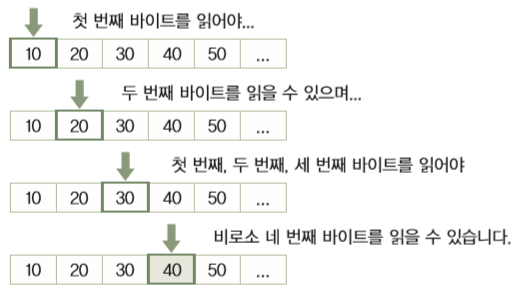 첫 번째 바이트를 읽어야...
10 20 30 40 50 ...
두 번째 바이트를 읽을 수 있으며...
10 20 30 40 50 ...
첫 번째, 두 번째, 세 번째 바이트를 읽어야
10 20 30 40 50 ...
비로소 네 번째 바이트를 읽을 수 있습니다.
10 20 30 40 50 ...